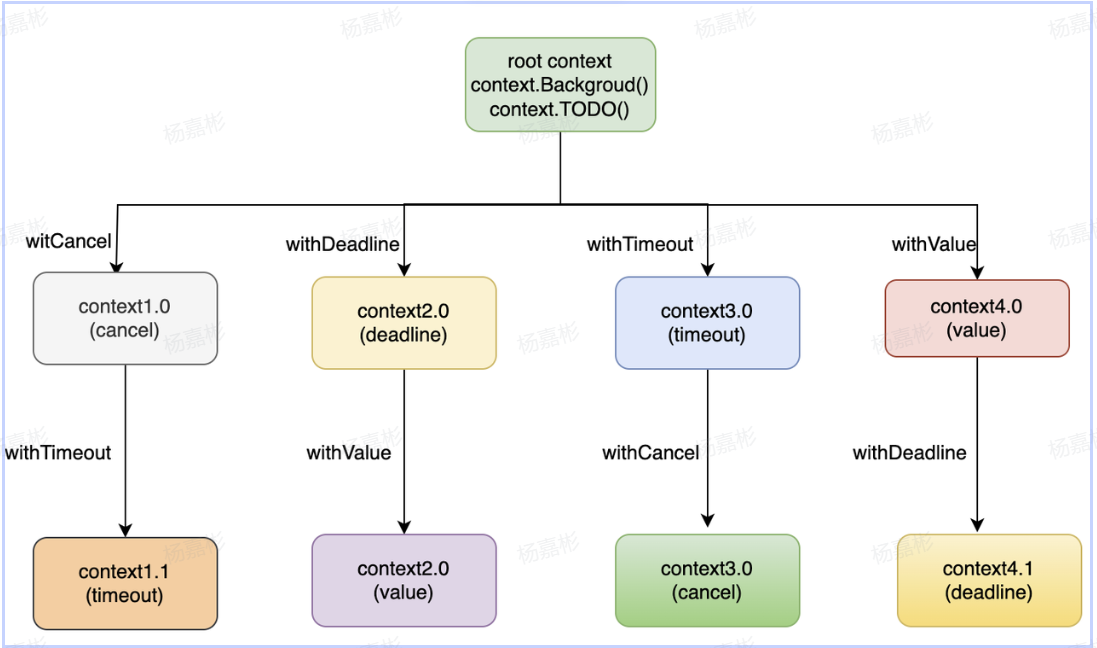 root context
context.Backgroud()
context.TODO()
witCancel
withDeadline
withTimeout
withValue
context1.0
(cancel)
context2.0
(deadline)
context3.0
(timeout)
context4.0
(value)
withTimeout
withValue
withCancel
withDeadline
context1.1
(timeout)
context2.0
(value)
context3.0
(cancel)
context4.1
(deadline)
杨嘉彬